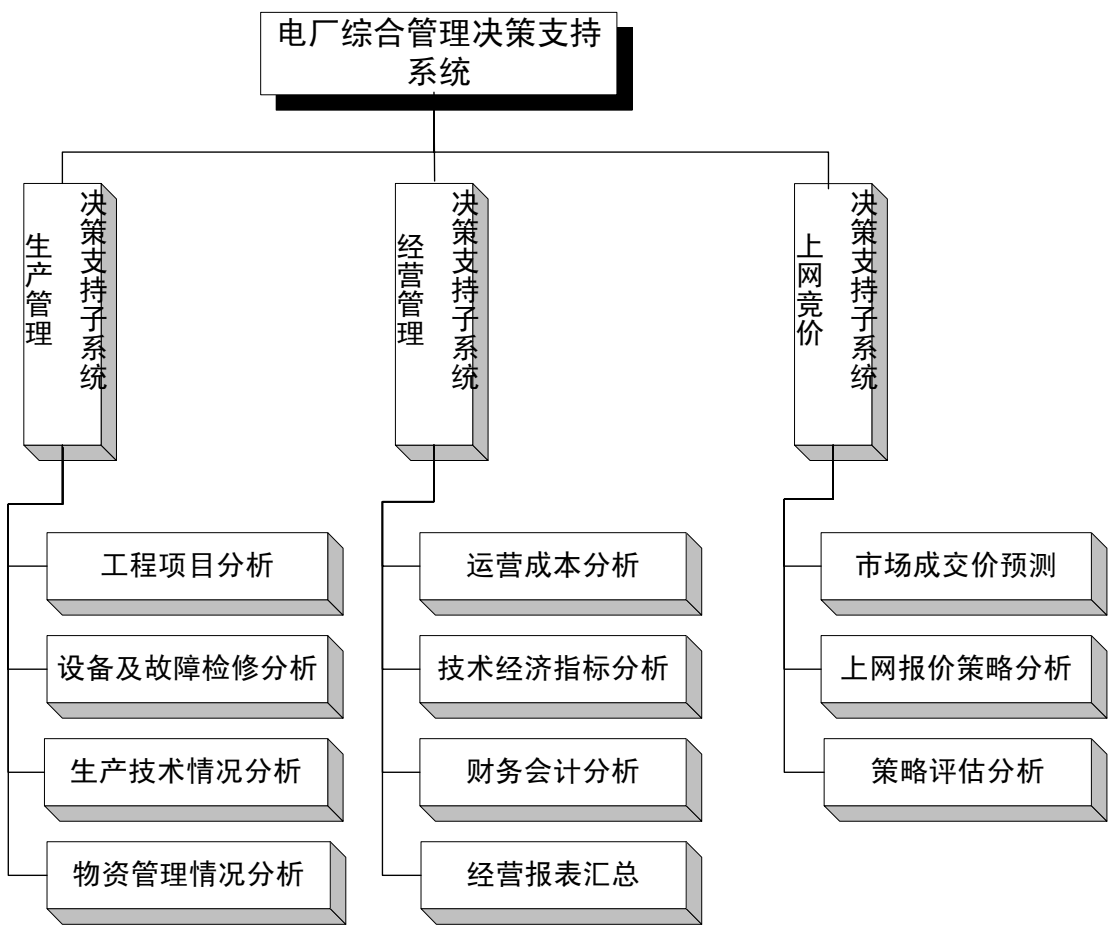 电厂综合管理决策支持
系统
生产管理
决策支持子系统
经营管理
决策支持子系统
上网竞价
决策支持子系统
工程项目分析
设备及故障检修分析
生产技术情况分析
物资管理情况分析
运营成本分析
技术经济指标分析
财务会计分析
经营报表汇总
市场成交价预测
上网报价策略分析
策略评估分析